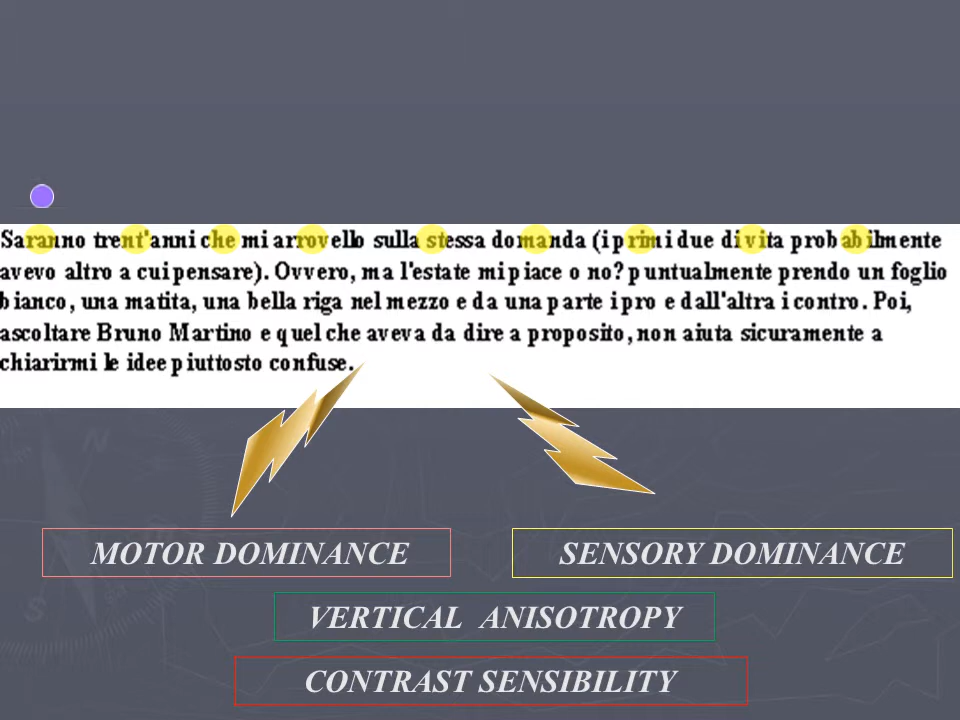 Saranno trent'anni che mi arrovello sulla stessa domanda (i primi due di vita probabilmente
avevo altro a cui pensare). Ovvero, ma l'estate mi piace o no? puntualmente prendo un foglio
bianco, una matita, una bella riga nel mezzo e da una parte i pro e dall'altra i contro. Poi,
ascoltare Bruno Martino e quel che aveva da dire a proposito, non aiuta sicuramente a
chiarirmi le idee piuttosto confuse.
MOTOR DOMINANCE
SENSORY DOMINANCE
VERTICAL ANISOTROPY
CONTRAST SENSIBILITY
N
S